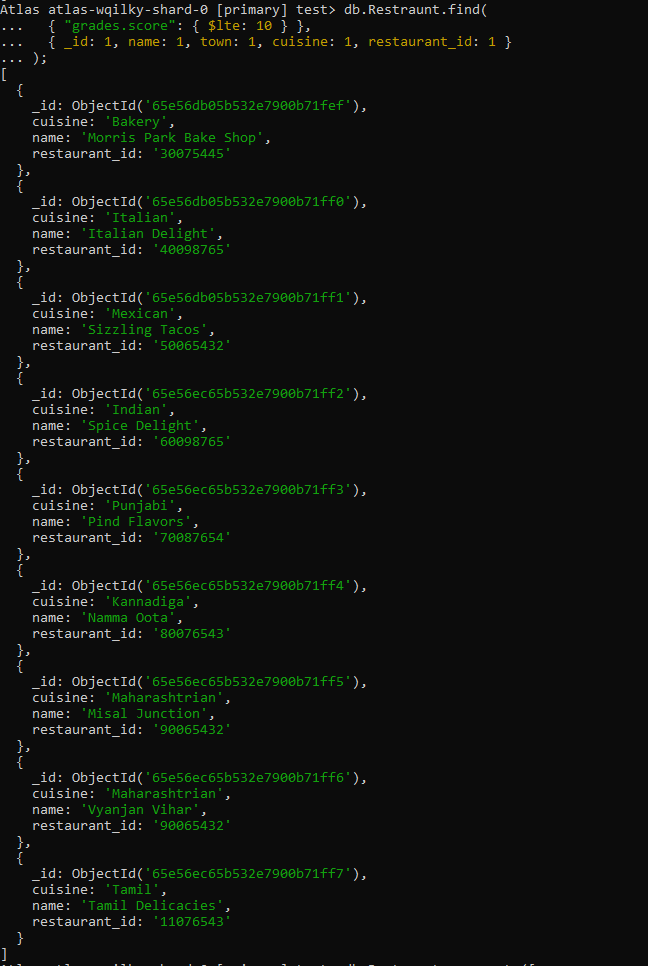 Atlas atlas-wqilky-shard-0 [primary] test> db.Restraunt.find(
... { "grades.score": { $lte: 10 } },
... { _id: 1, name: 1, town: 1, cuisine: 1, restaurant_id: 1 }
... );
[
{
_id: ObjectId('65e56db05b532e7900b71fef'),
cuisine: 'Bakery',
name: 'Morris Park Bake Shop',
restaurant_id: '30075445'
},
{
_id: ObjectId('65e56db05b532e7900b71ff0'),
cuisine: 'Italian',
name: 'Italian Delight',
restaurant_id: '40098765'
},
{
_id: ObjectId('65e56db05b532e7900b71ff1'),
cuisine: 'Mexican',
name: 'Sizzling Tacos',
restaurant_id: '50065432'
},
{
_id: ObjectId('65e56ec65b532e7900b71ff2'),
cuisine: 'Indian',
name: 'Spice Delight',
restaurant_id: '60098765'
},
{
_id: ObjectId('65e56ec65b532e7900b71ff3'),
cuisine: 'Punjabi',
name: 'Pind Flavors',
restaurant_id: '70087654'
},
{
_id: ObjectId('65e56ec65b532e7900b71ff4'),
cuisine: 'Kannadiga',
name: 'Namma Oota',
restaurant_id: '80076543'
},
{
_id: ObjectId('65e56ec65b532e7900b71ff5'),
cuisine: 'Maharashtrian',
name: 'Misal Junction',
restaurant_id: '90065432'
},
{
_id: ObjectId('65e56ec65b532e7900b71ff6'),
cuisine: 'Maharashtrian',
name: 'Vyanjan Vihar',
restaurant_id: '90065432'
},
{
_id: ObjectId('65e56ec65b532e7900b71ff7'),
cuisine: 'Tamil',
name: 'Tamil Delicacies',
restaurant_id: '11076543'
}
]